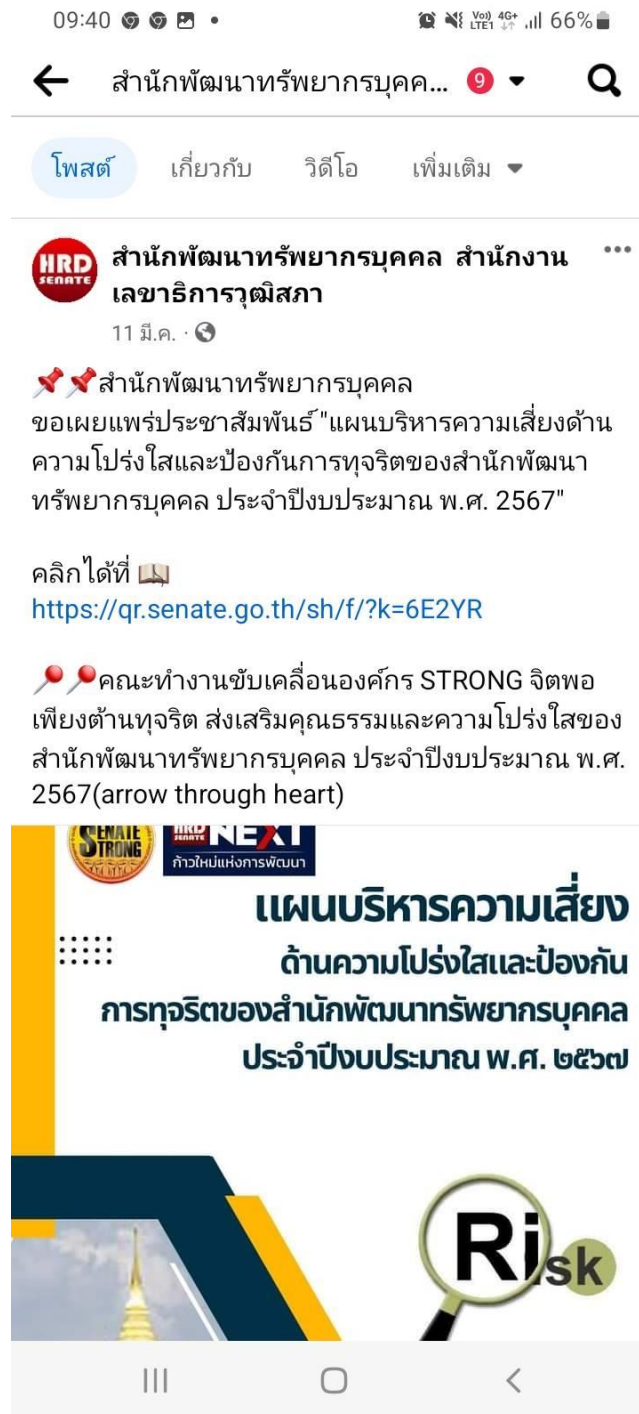 09:40
Vo)) LTE1 4G+ 66%
สำนักพัฒนาทรัพยากรบุคค... 9
โพสต์ เกี่ยวกับ วิดีโอ เพิ่มเติม
HRD SENATE
สำนักพัฒนาทรัพยากรบุคคล สำนักงาน
เลขาธิการวุฒิสภา
11 มี.ค. ·
📌📌สำนักพัฒนาทรัพยากรบุคคล
ขอเผยแพร่ประชาสัมพันธ์ "แผนบริหารความเสี่ยงด้าน
ความโปร่งใสและป้องกันการทุจริตของสำนักพัฒนา
ทรัพยากรบุคคล ประจำปีงบประมาณ พ.ศ. 2567"
คลิกได้ที่ 📖
https://qr.senate.go.th/sh/f/?k=6E2YR
📍📍คณะทำงานขับเคลื่อนองค์กร STRONG จิตพอ
เพียงต้านทุจริต ส่งเสริมคุณธรรมและความโปร่งใสของ
สำนักพัฒนาทรัพยากรบุคคล ประจำปีงบประมาณ พ.ศ.
2567(arrow through heart)
SENATE STRONG
HRD SENATE NEXT
ก้าวใหม่แห่งการพัฒนา
แผนบริหารความเสี่ยง
ด้านความโปร่งใสและป้องกัน
การทุจริตของสำนักพัฒนาทรัพยากรบุคคล
ประจำปีงบประมาณ พ.ศ. ๒๕๖๗
Risk